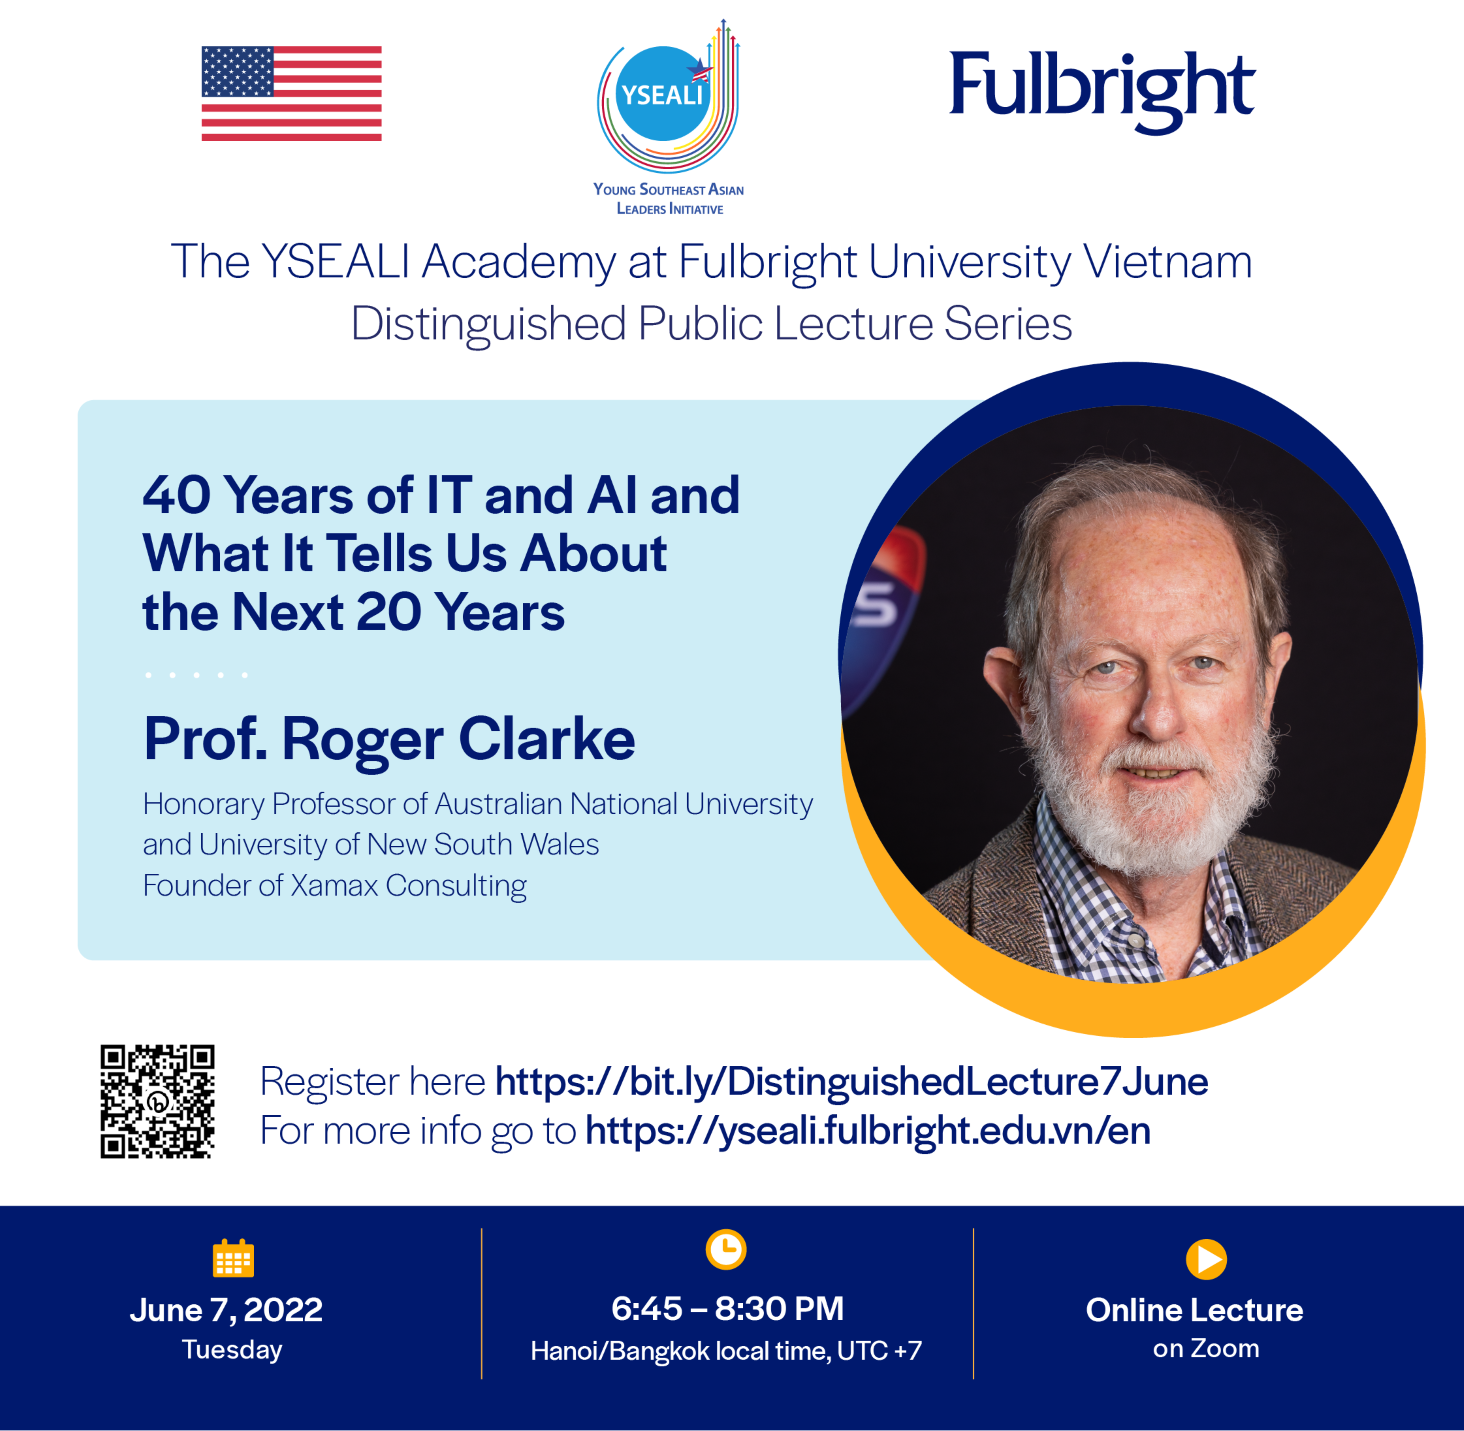 YSEALI
Fulbright
Young Southeast Asian
Leaders Initiative
The YSEALI Academy at Fulbright University Vietnam
Distinguished Public Lecture Series
40 Years of IT and AI and
What It Tells Us About
the Next 20 Years
S
Prof. Roger Clarke
Honorary Professor of Australian National University
and University of New South Wales
Founder of Xamax Consulting
Register here https://bit.ly/DistinguishedLecture7June
For more info go to https://yseali.fulbright.edu.vn/en
June 7, 2022
Tuesday
6:45 – 8:30 PM
Hanoi/Bangkok local time, UTC +7
Online Lecture
on Zoom